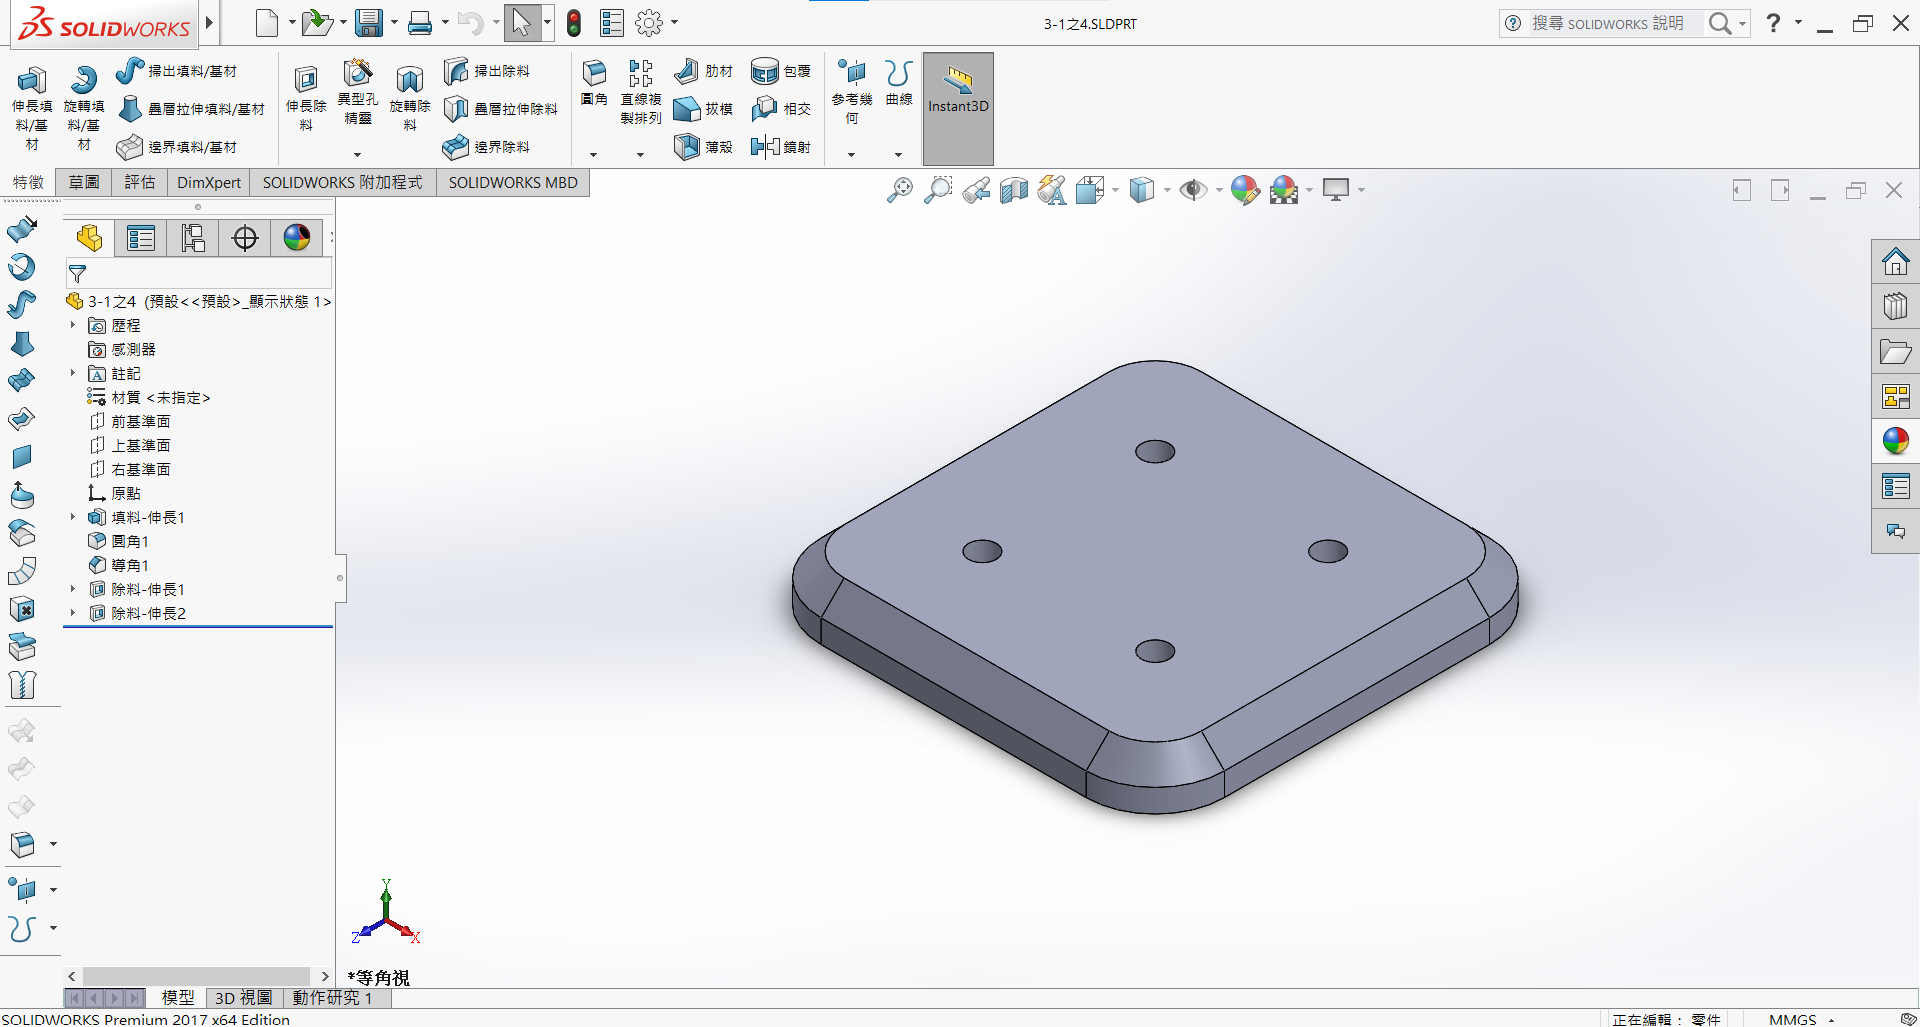 SOLIDWORKS
3-1之4.SLDPRT
搜尋 SOLIDWORKS 說明
伸長填料/基材
旋轉填料/基材
掃出填料/基材
疊層拉伸填料/基材
邊界填料/基材
伸長除料
異型孔精靈
旋轉除料
掃出除料
疊層拉伸除料
邊界除料
圓角
直線複製排列
肋材
拔模
薄殼
包覆
相交
鏡射
參考幾何
曲線
Instant3D
特徵
草圖
評估
DimXpert
SOLIDWORKS 附加程式
SOLIDWORKS MBD
3-1之4 (預設<<預設>_顯示狀態 1>
歷程
感測器
註記
材質 <未指定>
前基準面
上基準面
右基準面
原點
填料-伸長1
圓角1
導角1
除料-伸長1
除料-伸長2
Y
Z
X
*等角視
模型
3D 視圖
動作研究 1
SOLIDWORKS Premium 2017 x64 Edition
正在編輯： 零件
MMGS